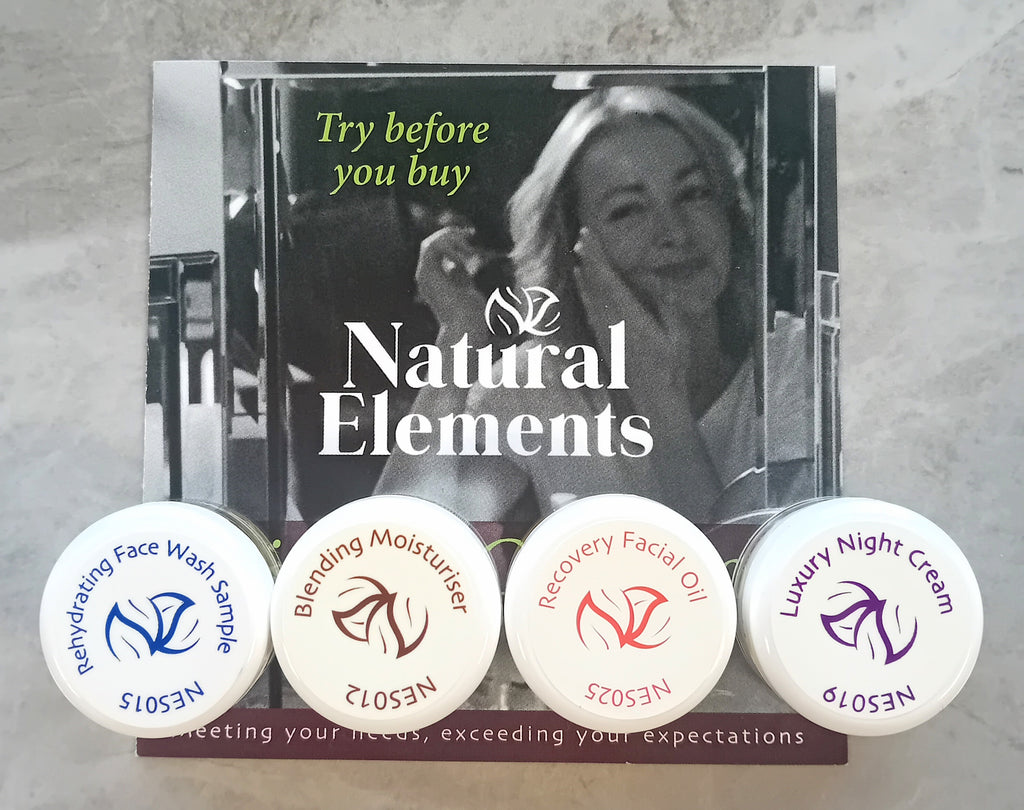 Try before
you buy
Natural
Elements
Rehydrating Face Wash Sample
NES015
Blending Moisturiser
NES012
Recovery Facial Oil
NES025
Luxury Night Cream
NES019
meeting your needs, exceeding your expectations